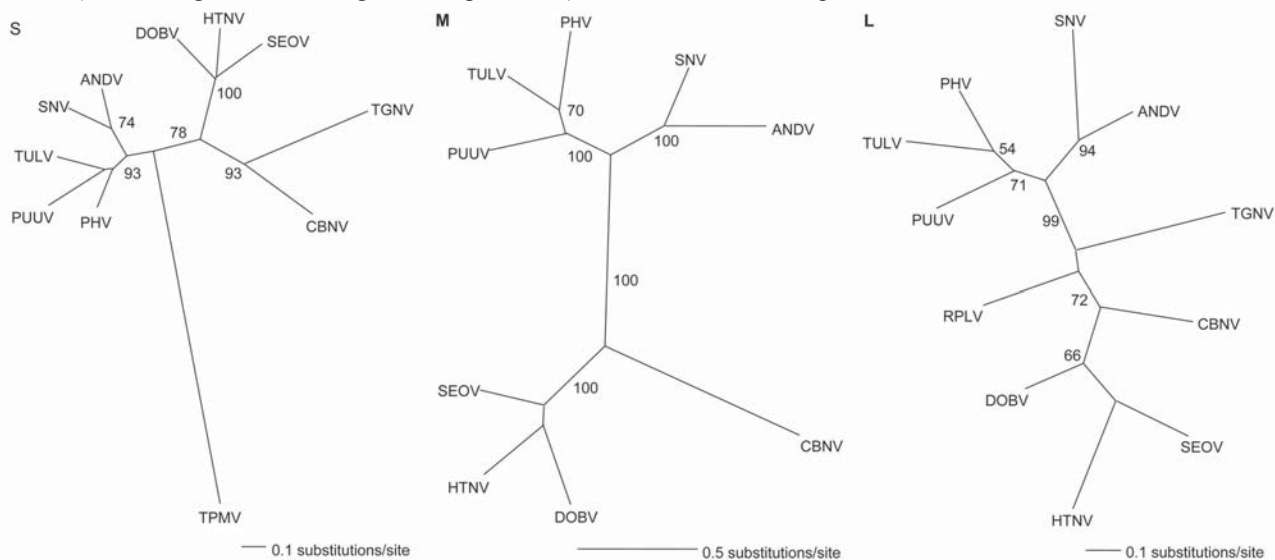 S
HTNV
DOBV
SEOV
ANDV
SNV
74
100
TGNV
78
TULV
93
93
PUUV
PHV
CBNV
TPMV
0.1 substitutions/site
M
PHV
SNV
TULV
70
ANDV
100
PUUV
100
100
SEOV
100
CBNV
HTNV
DOBV
0.5 substitutions/site
L
SNV
PHV
ANDV
TULV
54
94
71
PUUV
TGNV
99
RPLV
72
CBNV
66
DOBV
SEOV
HTNV
0.1 substitutions/site